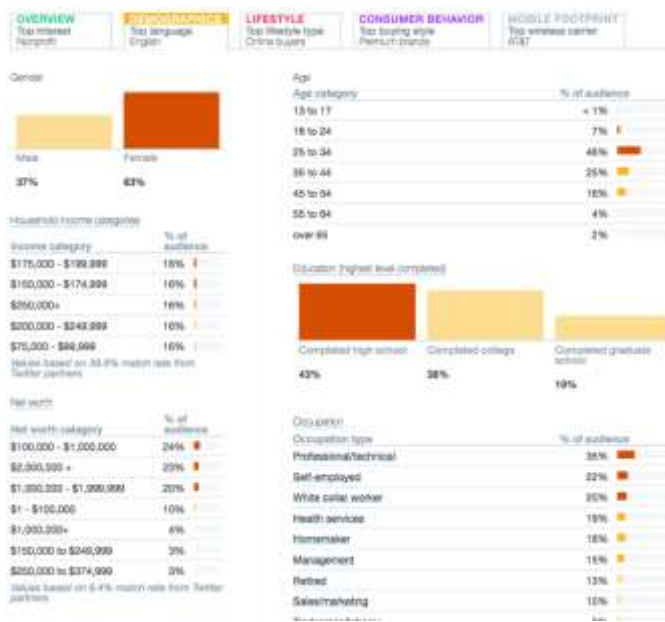 OVERVIEW
Top interest
Nonprofit
DEMOGRAPHICS
Top language
English
LIFESTYLE
Top lifestyle type
Online buyers
CONSUMER BEHAVIOR
Top buying style
Premium brands
MOBILE FOOTPRINT
Top wireless carrier
AT&T
Gender
Male
Female
37%
63%
Household income categories
Income category % of audience
$175,000 - $199,999 16%
$150,000 - $174,999 16%
$250,000+ 16%
$200,000 - $249,999 16%
$75,000 - $99,999 16%
Values based on match rate from
Twitter partners
Net worth
Net worth category % of audience
$100,000 - $1,000,000 24%
$2,000,000 + 23%
$1,000,000 - $1,999,999 20%
$1 - $100,000 10%
$1,000,000+ 4%
$150,000 to $249,999 3%
$250,000 to $374,999 3%
Values based on 6.4% match rate from Twitter
partners
Age
Age category % of audience
13 to 17 < 1%
18 to 24 7%
25 to 34 46%
35 to 44 25%
45 to 54 16%
55 to 64 4%
over 65 2%
Education (highest level completed)
Completed high school
Completed college
Completed graduate
school
43%
38%
19%
Occupation
Occupation type % of audience
Professional/technical 35%
Self-employed 22%
White collar worker 20%
Health services 19%
Homemaker 18%
Management 15%
Retired 13%
Sales/marketing 10%